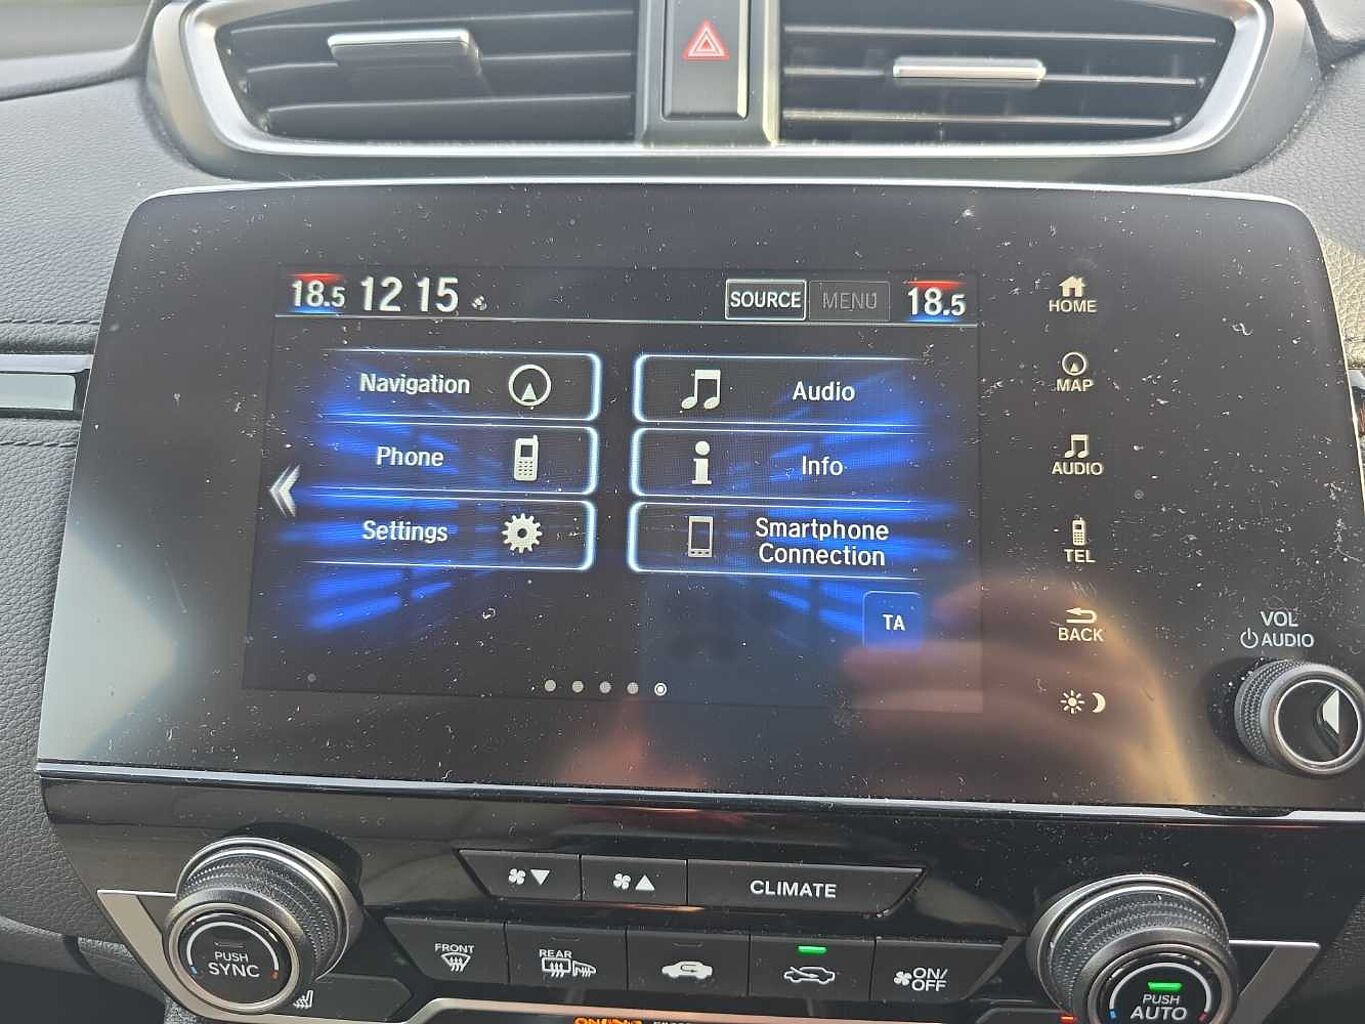 18.5 12 15 SOURCE MENU 18.5
HOME
Navigation
Audio
MAP
Phone
Info
AUDIO
Settings
Smartphone
Connection
TEL
TA
BACK
VOL
AUDIO
CLIMATE
PUSH
SYNC
FRONT
REAR
ON/
OFF
PUSH
AUTO